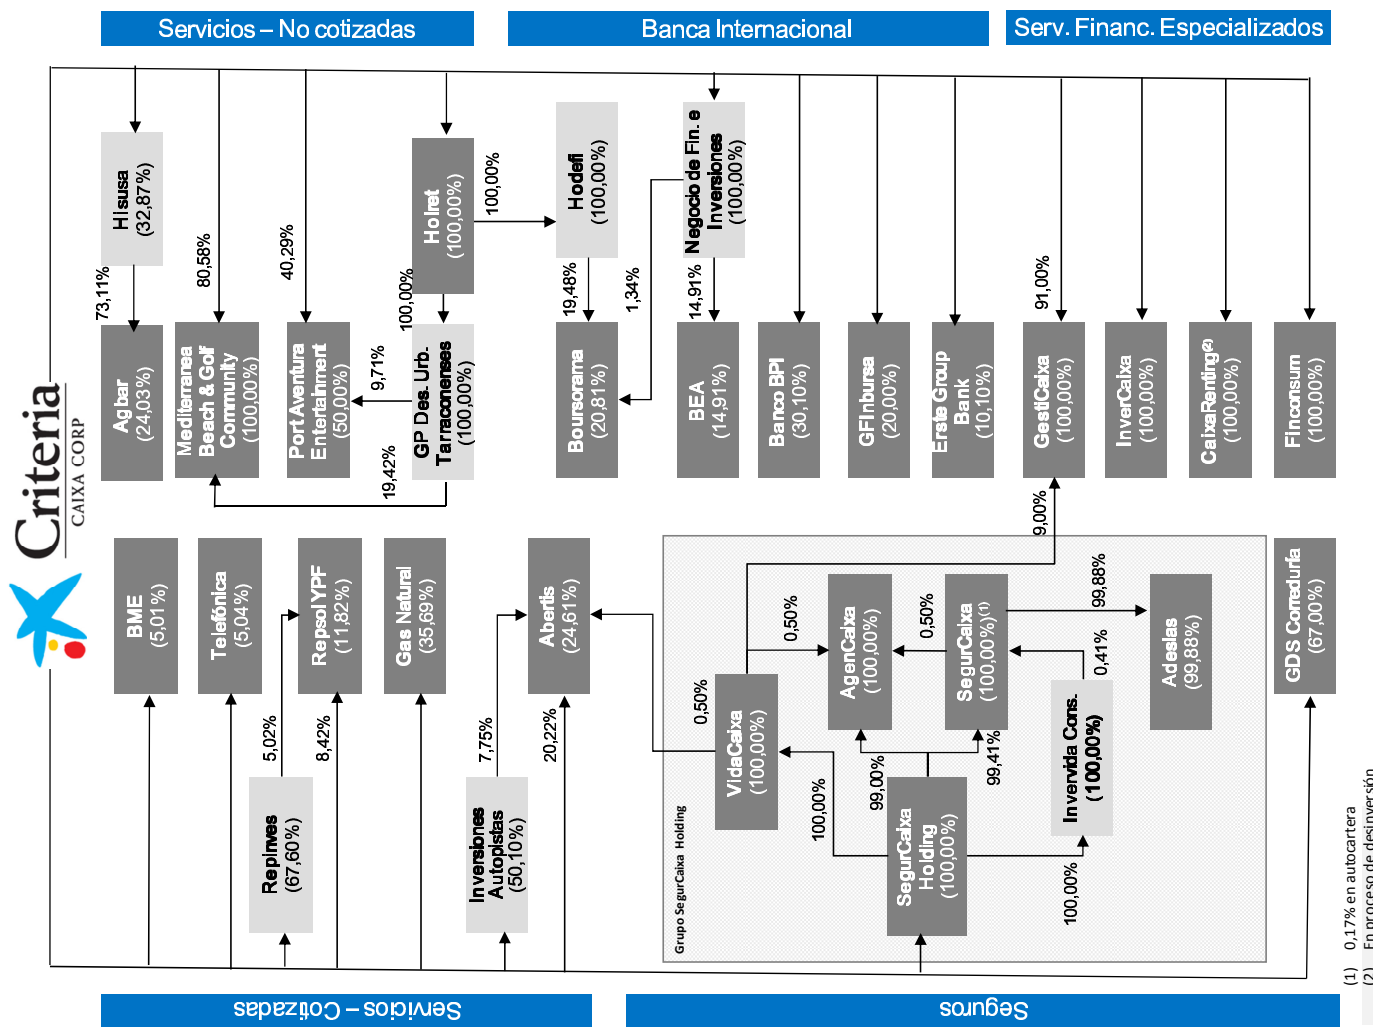 Servicios – No cotizadas
Banca Internacional
Serv. Financ. Especializados
Criteria
CAIXA CORP
Hisusa
(32,87%)
73,11%
Agbar
(24,03%)
80,58%
Mediterranea
Beach & Golf
Community
(100,00%)
40,29%
Port Aventura
Entertainment
(50,00%)
9,71%
19,42%
Holret
(100,00%)
100,00%
100,00%
GP Des. Urb.
Tarraconenses
(100,00%)
Hodefi
(100,00%)
19,48%
1,34%
Boursorama
(20,81%)
Negocio de Fin. e
Inversiones
(100,00%)
14,91%
BEA
(14,91%)
Banco BPI
(30,10%)
GFInbursa
(20,00%)
Erste Group
Bank
(10,10%)
91,00%
GestiCaixa
(100,00%)
9,00%
InverCaixa
(100,00%)
CaixaRenting(2)
(100,00%)
Finconsum
(100,00%)
BME
(5,01%)
Telefónica
(5,04%)
Repsol YPF
(11,82%)
5,02%
8,42%
Repinves
(67,60%)
Gas Natural
(35,69%)
Abertis
(24,61%)
7,75%
20,22%
Inversiones
Autopistas
(50,10%)
Grupo SegurCaixa Holding
0,50%
VidaCaixa
(100,00%)
0,50%
AgenCaixa
(100,00%)
0,50%
SegurCaixa
(100,00%)(1)
99,88%
Adeslas
(99,88%)
100,00%
99,00%
99,41%
SegurCaixa
Holding
(100,00%)
100,00%
0,41%
Invervida Cons.
(100,00%)
GDS Correduría
(67,00%)
Servicios – Cotizadas
Seguros
(1) 0,17% en autocartera
(2) En proceso de desinversión